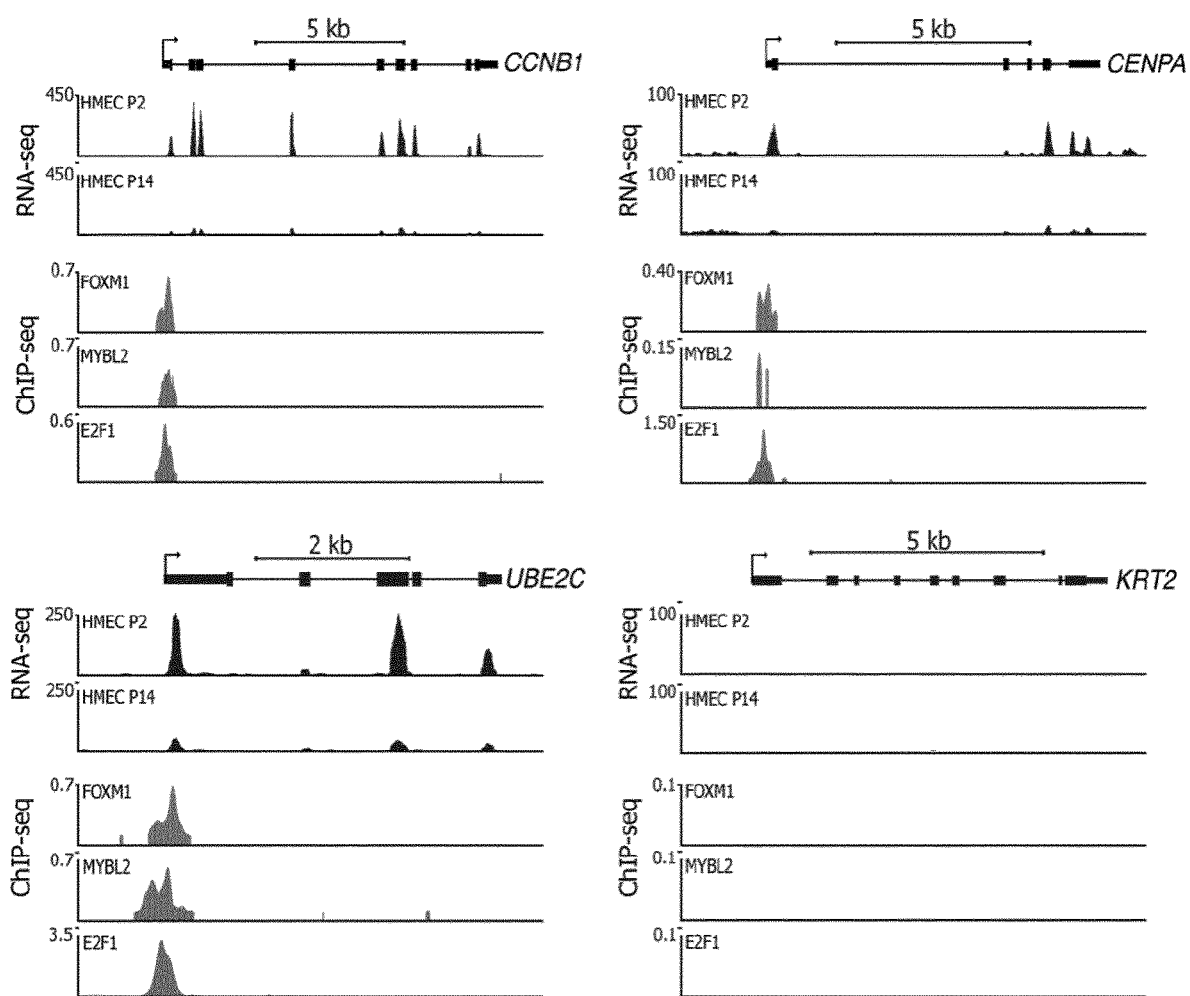 5 kb
CCNB1
RNA-seq
450
HMEC P2
450
HMEC P14
ChIP-seq
0.7
FOXM1
0.7
MYBL2
0.6
E2F1
5 kb
CENPA
RNA-seq
100
HMEC P2
100
HMEC P14
ChIP-seq
0.40
FOXM1
0.15
MYBL2
1.50
E2F1
2 kb
UBE2C
RNA-seq
250
HMEC P2
250
HMEC P14
ChIP-seq
0.7
FOXM1
0.7
MYBL2
3.5
E2F1
5 kb
KRT2
RNA-seq
100
HMEC P2
100
HMEC P14
ChIP-seq
0.1
FOXM1
0.1
MYBL2
0.1
E2F1